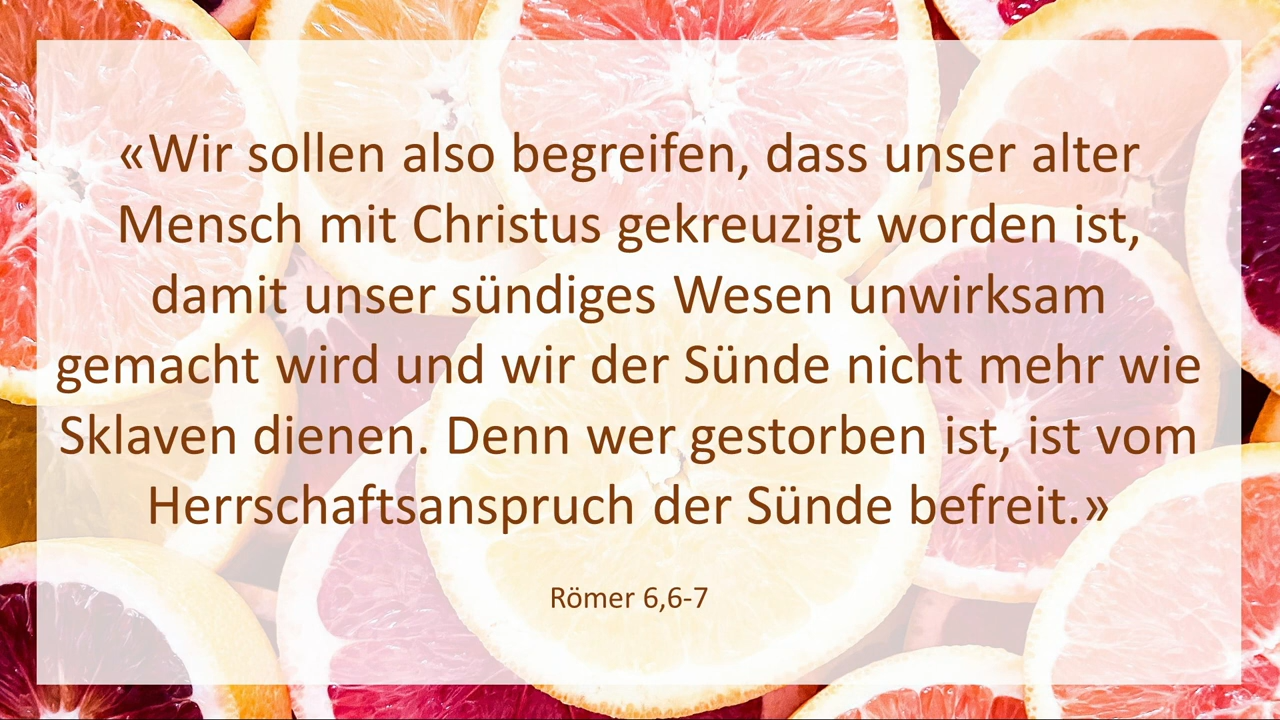 «Wir sollen also begreifen, dass unser alter
Mensch mit Christus gekreuzigt worden ist,
damit unser sündiges Wesen unwirksam
gemacht wird und wir der Sünde nicht mehr wie
Sklaven dienen. Denn wer gestorben ist, ist vom
Herrschaftsanspruch der Sünde befreit.»
Römer 6,6-7